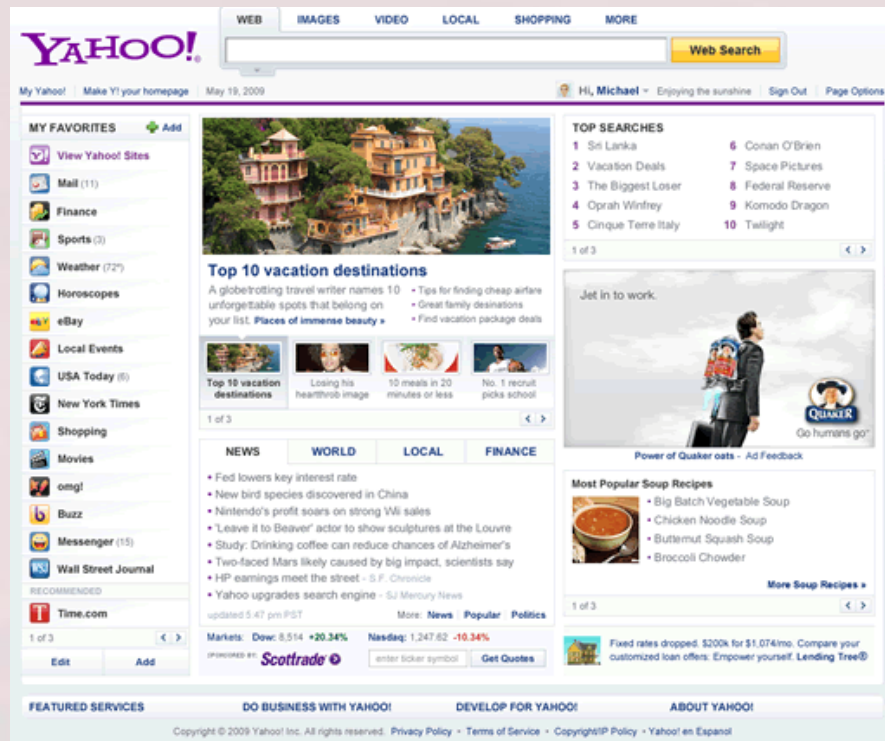 WEB IMAGES VIDEO LOCAL SHOPPING MORE
YAHOO!
Web Search
My Yahoo! Make Y! your homepage May 19, 2009
Hi, Michael Enjoying the sunshine Sign Out Page Options
MY FAVORITES Add
View Yahoo! Sites
Mail (11)
Finance
Sports (3)
Weather (72°)
Horoscopes
eBay
Local Events
USA Today (6)
New York Times
Shopping
Movies
omg!
Buzz
Messenger (15)
Wall Street Journal
RECOMMENDED
Time.com
1 of 3
Edit Add
Top 10 vacation destinations
A globetrotting travel writer names 10
unforgettable spots that belong on
your list. Places of immense beauty »
• Tips for finding cheap airfare
• Great family desinations
• Find vacation package deals
Top 10 vacation
destinations
Losing his
heartthrob image
10 meals in 20
minutes or less
No. 1 recruit
picks school
1 of 3
NEWS WORLD LOCAL FINANCE
• Fed lowers key interest rate
• New bird species discovered in China
• Nintendo's profit soars on strong Wii sales
• 'Leave it to Beaver' actor to show sculptures at the Louvre
• Study: Drinking coffee can reduce chances of Alzheimer's
• Two-faced Mars likely caused by big impact, scientists say
• HP earnings meet the street - S.F. Chronicle
• Yahoo upgrades search engine - SJ Mercury News
updated 5:47 pm PST More: News Popular Politics
Markets: Dow: 8,514 +20.34% Nasdaq: 1,247.62 -10.34%
SPONSORED BY: Scottrade enter ticker symbol Get Quotes
TOP SEARCHES
1 Sri Lanka
2 Vacation Deals
3 The Biggest Loser
4 Oprah Winfrey
5 Cinque Terre Italy
6 Conan O'Brien
7 Space Pictures
8 Federal Reserve
9 Komodo Dragon
10 Twilight
1 of 3
Jet in to work.
QUAKER
Go humans go
Power of Quaker oats - Ad Feedback
Most Popular Soup Recipes
• Big Batch Vegetable Soup
• Chicken Noodle Soup
• Butternut Squash Soup
• Broccoli Chowder
More Soup Recipes »
1 of 3
Fixed rates dropped. $200k for $1,074/mo. Compare your
customized loan offers: Empower yourself. Lending Tree®
FEATURED SERVICES DO BUSINESS WITH YAHOO! DEVELOP FOR YAHOO! ABOUT YAHOO!
Copyright © 2009 Yahoo! Inc. All rights reserved. Privacy Policy • Terms of Service • Copyright/IP Policy • Yahoo! en Espanol